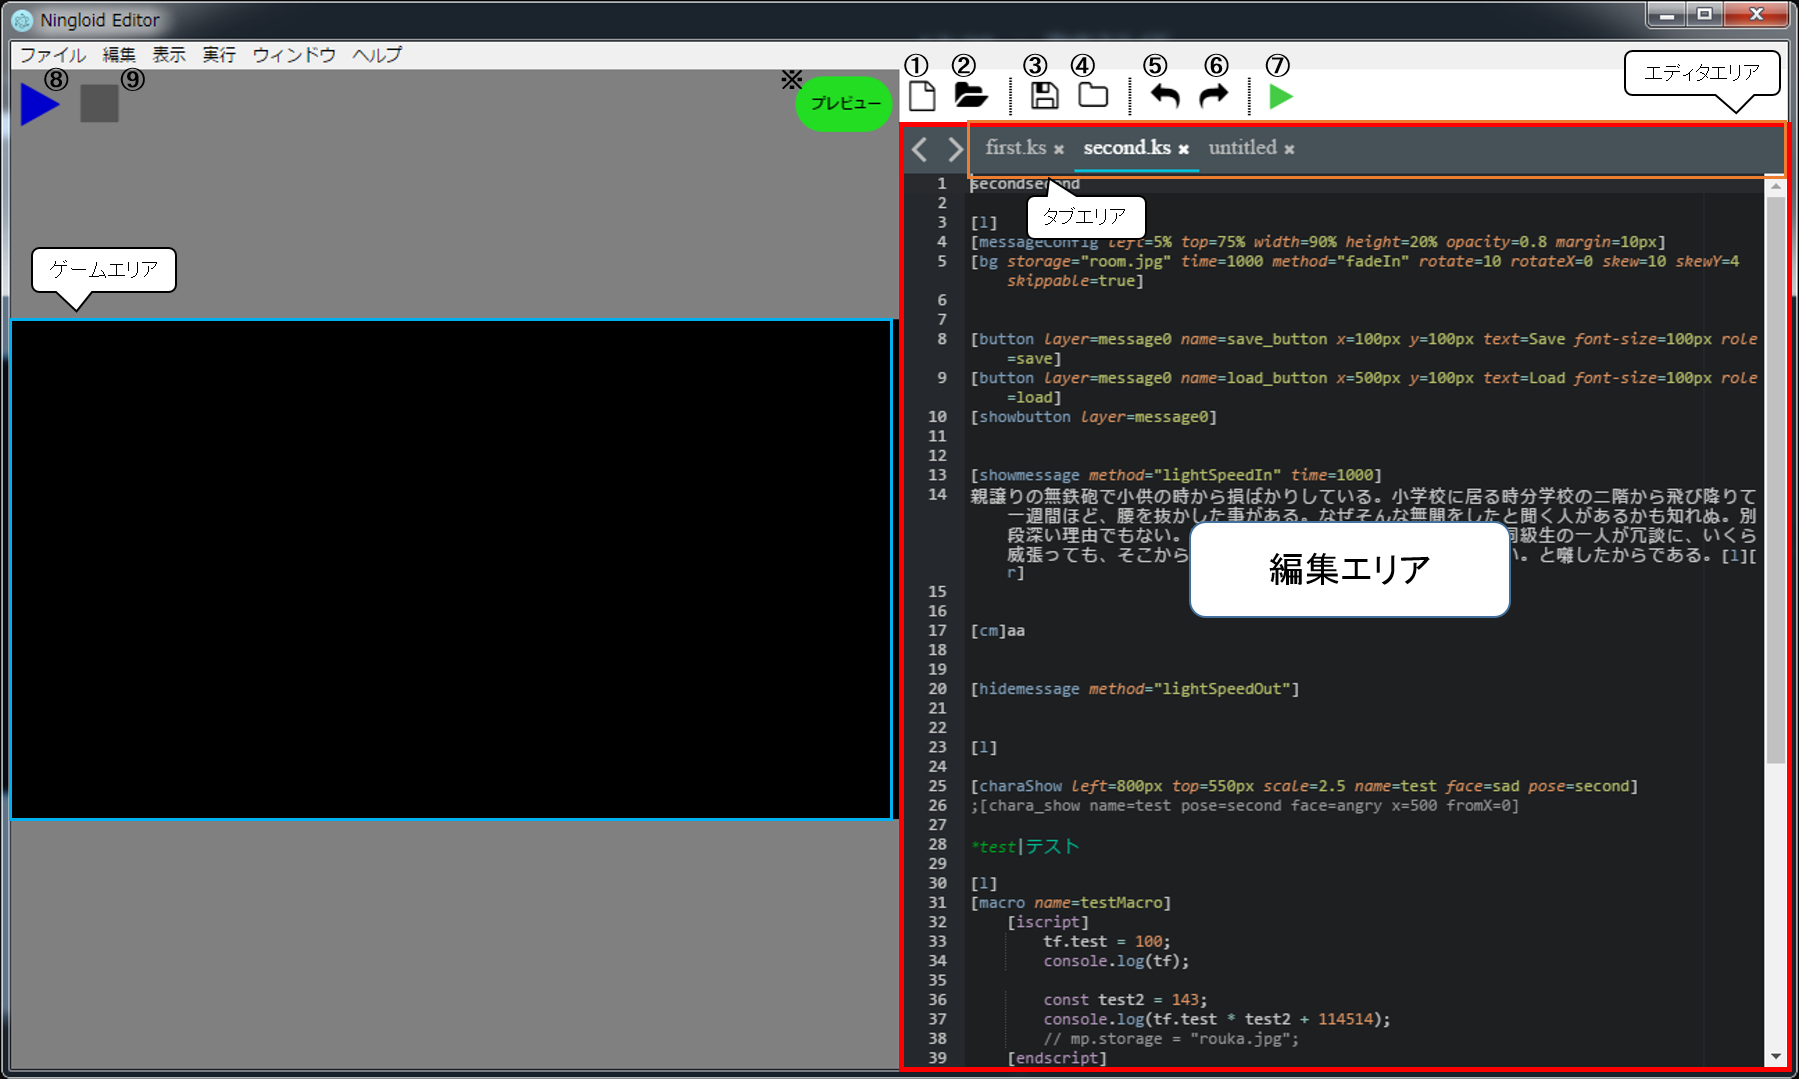 Ningloid Editor
ファイル 編集 表示 実行 ウィンドウ ヘルプ
⑧ ⑨ ※ ① ② ③ ④ ⑤ ⑥ ⑦
プレビュー
エディタエリア
first.ks × second.ks × untitled ×
タブエリア
ゲームエリア
編集エリア
1 secondsecond
2
3 [l]
4 [messageConfig left=5% top=75% width=90% height=20% opacity=0.8 margin=10px]
5 [bg storage="room.jpg" time=1000 method="fadeIn" rotate=10 rotateX=0 skew=10 skewY=4
skippable=true]
6
7
8 [button layer=message0 name=save_button x=100px y=100px text=Save font-size=100px role
=save]
9 [button layer=message0 name=load_button x=500px y=100px text=Load font-size=100px role
=load]
10 [showbutton layer=message0]
11
12
13 [showmessage method="lightSpeedIn" time=1000]
14 親譲りの無鉄砲で小供の時から損ばかりしている。小学校に居る時分学校の二階から飛び降りて
一週間ほど、腰を抜かした事がある。なぜそんな無闇をしたと聞く人があるかも知れぬ。別
段深い理由でもない。 同級生の一人が冗談に、いくら
威張っても、そこから い。と囃したからである。[l][
r]
15
16
17 [cm]aa
18
19
20 [hidemessage method="lightSpeedOut"]
21
22
23 [l]
24
25 [charaShow left=800px top=550px scale=2.5 name=test face=sad pose=second]
26 ;[chara_show name=test pose=second face=angry x=500 fromX=0]
27
28 *test|テスト
29
30 [l]
31 [macro name=testMacro]
32 [iscript]
33 tf.test = 100;
34 console.log(tf);
35
36 const test2 = 143;
37 console.log(tf.test * test2 + 114514);
38 // mp.storage = "rouka.jpg";
39 [endscript]